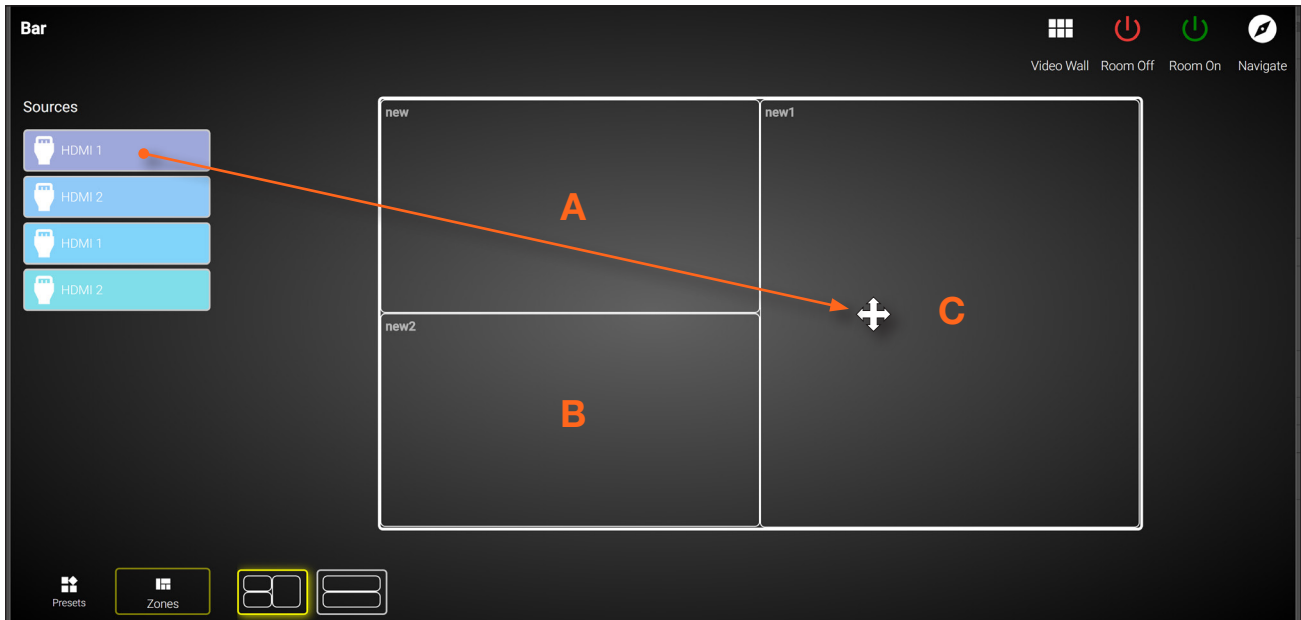 Bar
Video Wall
Room Off
Room On
Navigate
Sources
HDMI 1
HDMI 2
HDMI 1
HDMI 2
new
new1
A
C
new2
B
Presets
Zones